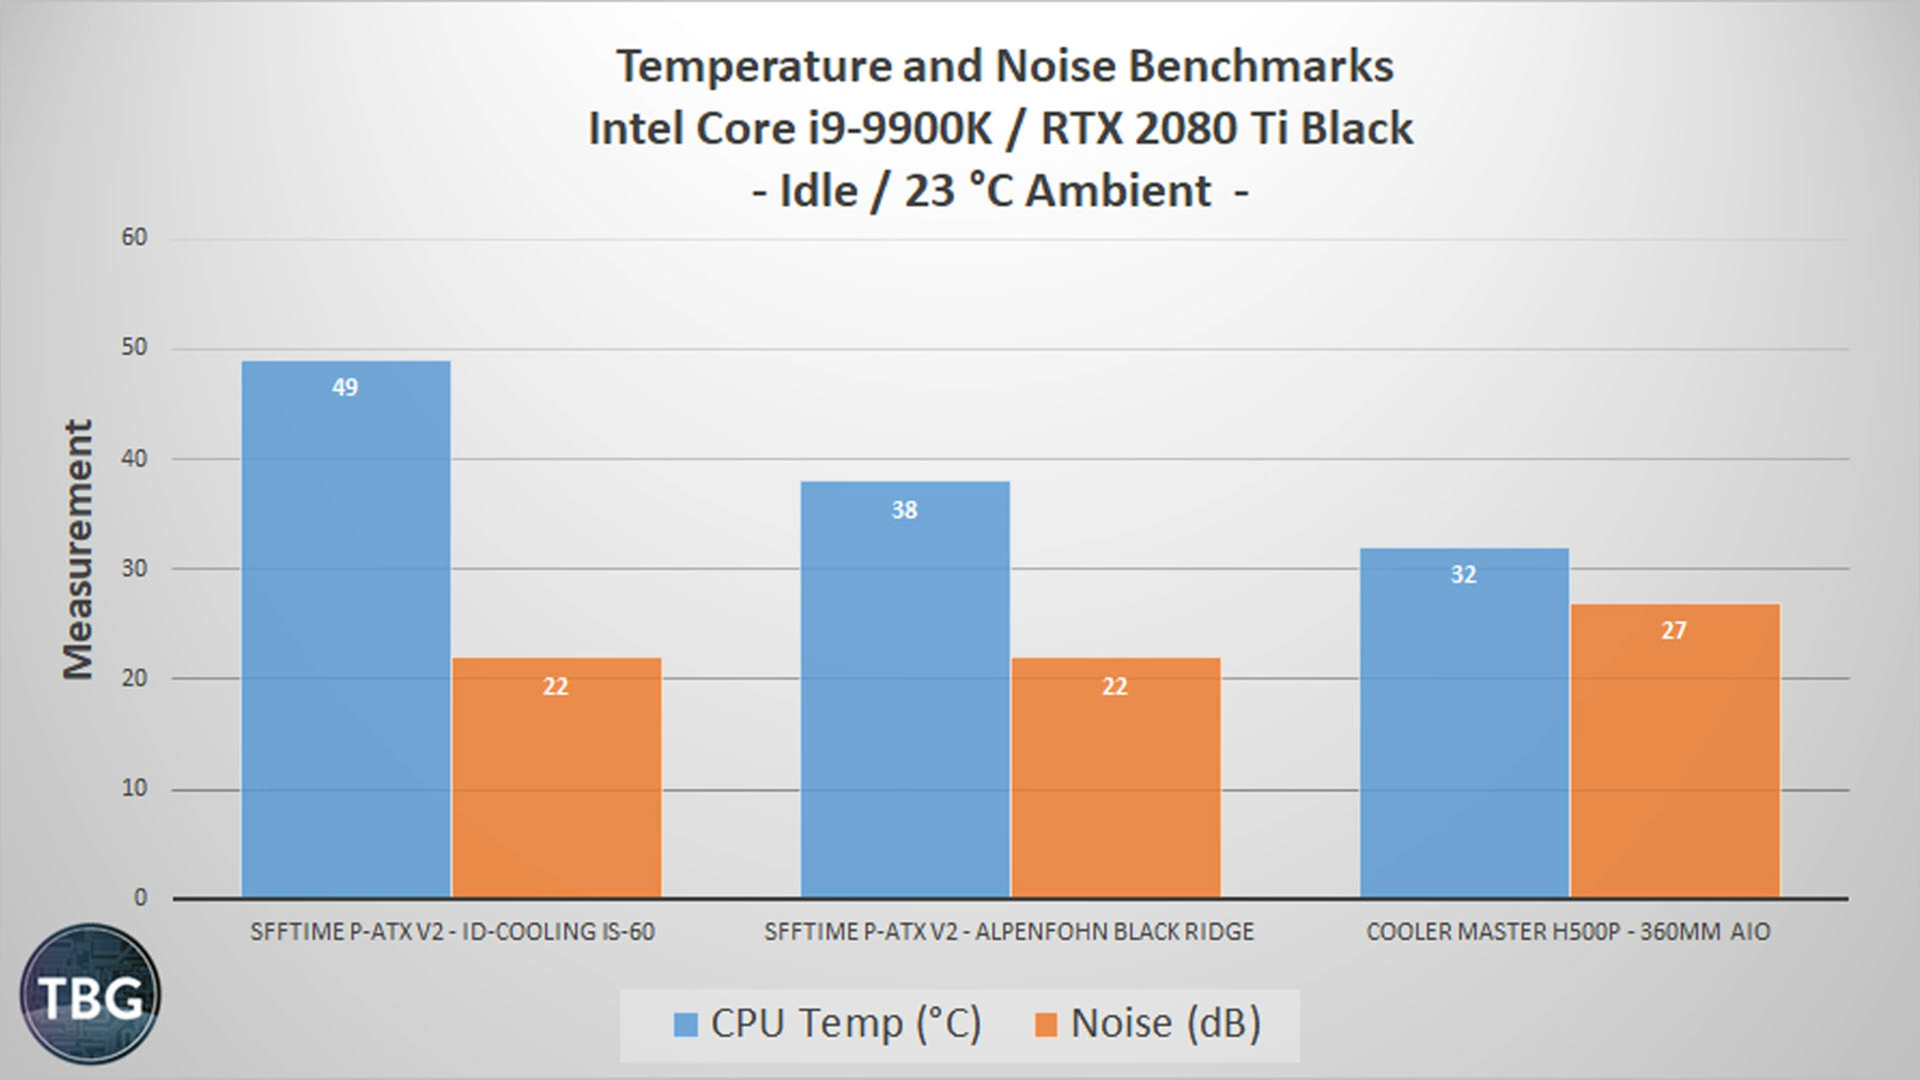 Temperature and Noise Benchmarks
Intel Core i9-9900K / RTX 2080 Ti Black
- Idle / 23 °C Ambient  -
Measurement
60
50
40
30
20
10
0
49
22
38
22
32
27
SFFTIME P-ATX V2 - ID-COOLING IS-60
SFFTIME P-ATX V2 - ALPENFOHN BLACK RIDGE
COOLER MASTER H500P - 360MM AIO
CPU Temp (°C)
Noise (dB)
TBG